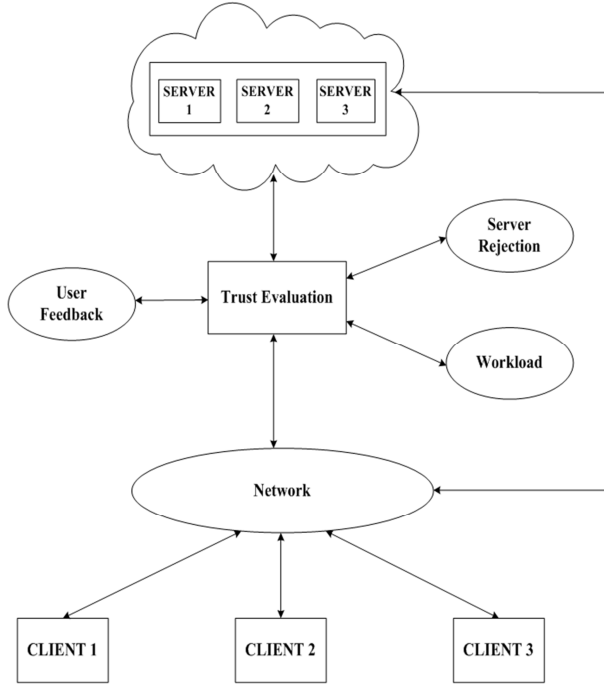 SERVER
1
SERVER
2
SERVER
3
Server
Rejection
User
Feedback
Trust Evaluation
Workload
Network
CLIENT 1
CLIENT 2
CLIENT 3